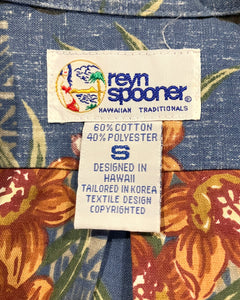 reyn
spooner®
HAWAIIAN TRADITIONALS
60% COTTON
40% POLYESTER
S
DESIGNED IN
HAWAII
TAILORED IN KOREA
TEXTILE DESIGN
COPYRIGHTED